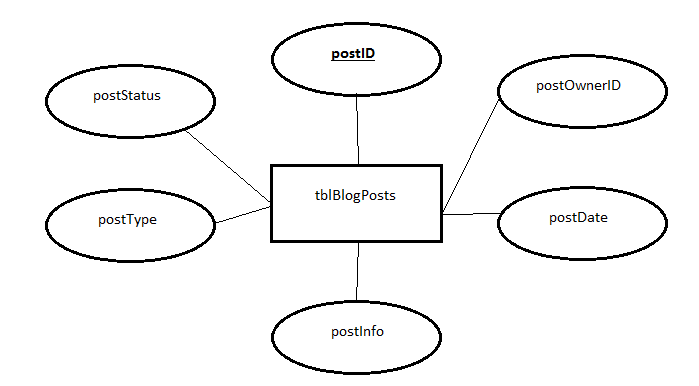 postID
postStatus
postOwnerID
tblBlogPosts
postType
postDate
postInfo